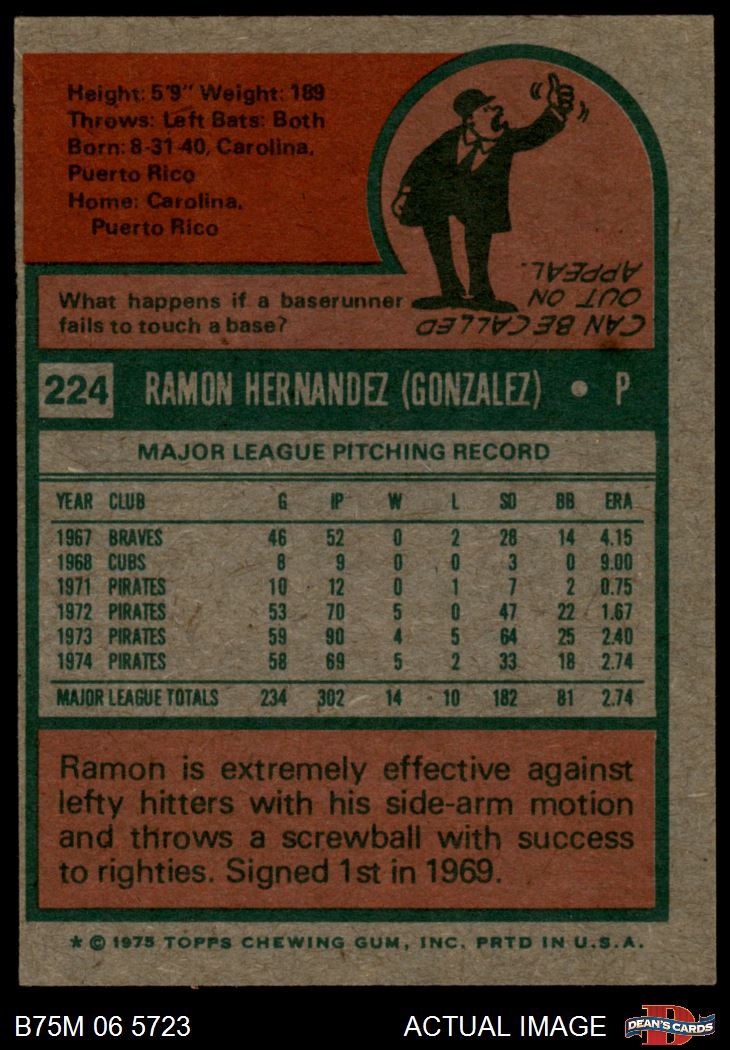 Height: 5'9" Weight: 189
Throws: Left Bats: Both
Born: 8-31-40, Carolina,
Puerto Rico
Home: Carolina,
Puerto Rico
What happens if a baserunner
fails to touch a base?
CAN BE CALLED
OUT ON
APPEAL.
224 RAMON HERNANDEZ (GONZALEZ) • P
MAJOR LEAGUE PITCHING RECORD
YEAR CLUB G IP W L SO BB ERA
1967 BRAVES 46 52 0 2 28 14 4.15
1968 CUBS 8 9 0 0 3 0 9.00
1971 PIRATES 10 12 0 1 7 2 0.75
1972 PIRATES 53 70 5 0 47 22 1.67
1973 PIRATES 59 90 4 5 64 25 2.40
1974 PIRATES 58 69 5 2 33 18 2.74
MAJOR LEAGUE TOTALS 234 302 14 10 182 81 2.74
Ramon is extremely effective against
lefty hitters with his side-arm motion
and throws a screwball with success
to righties. Signed 1st in 1969.
* © 1975 TOPPS CHEWING GUM, INC. PRTD IN U.S.A.
B75M 06 5723 ACTUAL IMAGE D DEAN'S CARDS